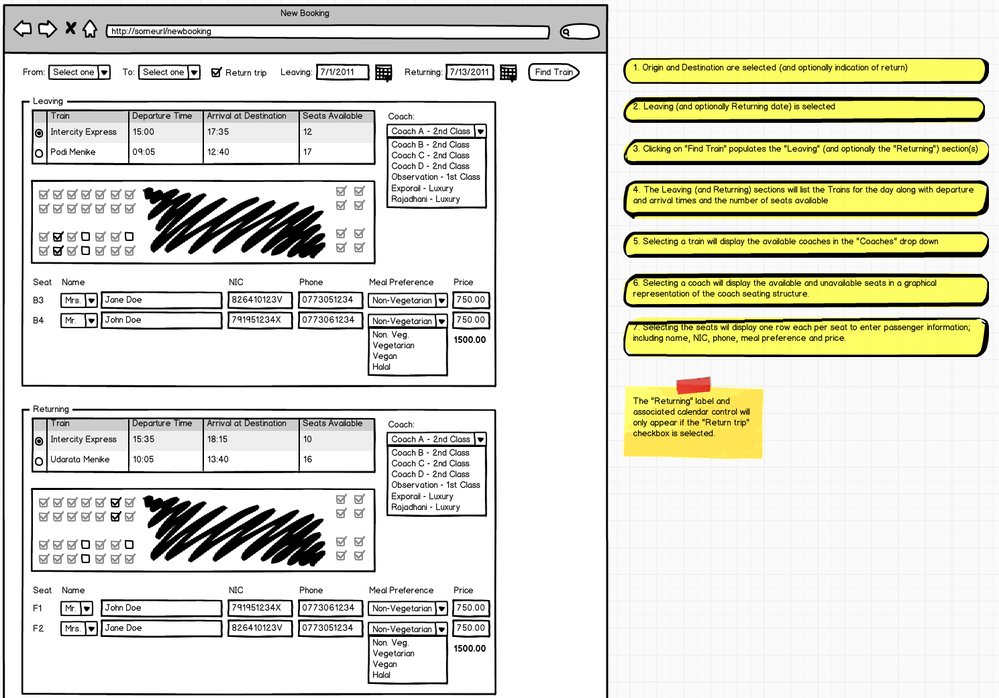 New Booking
http://someurl/newbooking
From: Select one To: Select one Return trip Leaving: 7/1/2011 Returning: 7/13/2011 Find Train
Leaving
Train Departure Time Arrival at Destination Seats Available
Intercity Express 15:00 17:35 12
Podi Menike 09:05 12:40 17
Coach:
Coach A - 2nd Class
Coach B - 2nd Class
Coach C - 2nd Class
Coach D - 2nd Class
Observation - 1st Class
Exporail - Luxury
Rajadhani - Luxury
Seat Name NIC Phone Meal Preference Price
B3 Mrs. Jane Doe 826410123V 0773051234 Non-Vegetarian 750.00
B4 Mr. John Doe 791951234X 0773061234 Non-Vegetarian 750.00
Non. Veg.
Vegetarian
Vegan
Halal
1500.00
Returning
Train Departure Time Arrival at Destination Seats Available
Intercity Express 15:35 18:15 10
Udarata Menike 10:05 13:40 16
Coach:
Coach A - 2nd Class
Coach B - 2nd Class
Coach C - 2nd Class
Coach D - 2nd Class
Observation - 1st Class
Exporail - Luxury
Rajadhani - Luxury
Seat Name NIC Phone Meal Preference Price
F1 Mr. John Doe 791951234X 0773061234 Non-Vegetarian 750.00
F2 Mrs. Jane Doe 826410123V 0773051234 Non-Vegetarian 750.00
Non. Veg.
Vegetarian
Vegan
Halal
1500.00
1. Origin and Destination are selected (and optionally indication of return)
2. Leaving (and optionally Returning date) is selected
3. Clicking on "Find Train" populates the "Leaving" (and optionally the "Returning") section(s)
4. The Leaving (and Returning) sections will list the Trains for the day along with departure
and arrival times and the number of seats available
5. Selecting a train will display the available coaches in the "Coaches" drop down
6. Selecting a coach will display the available and unavailable seats in a graphical
representation of the coach seating structure.
7. Selecting the seats wil display one row each per seat to enter passenger information;
including name, NIC, phone, meal preference and price.
The "Returning" label and
associated calendar control will
only appear if the "Return trip"
checkbox is selected.